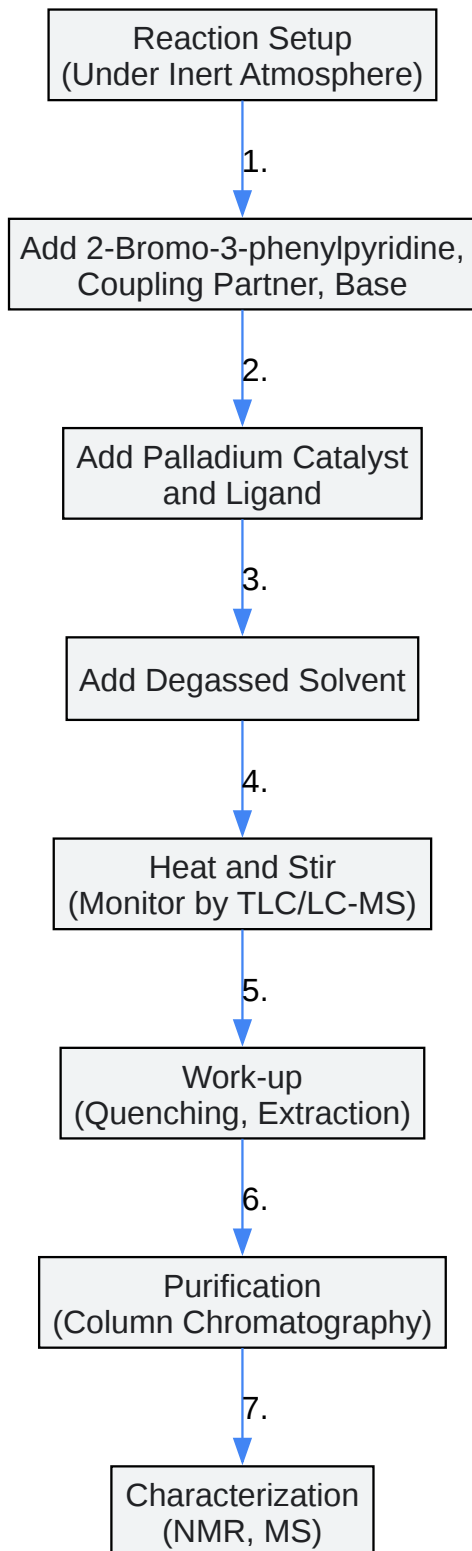 Reaction Setup
(Under Inert Atmosphere)
1.
Add 2-Bromo-3-phenylpyridine,
Coupling Partner, Base
2.
Add Palladium Catalyst
and Ligand
3.
Add Degassed Solvent
4.
Heat and Stir
(Monitor by TLC/LC-MS)
5.
Work-up
(Quenching, Extraction)
6.
Purification
(Column Chromatography)
7.
Characterization
(NMR, MS)